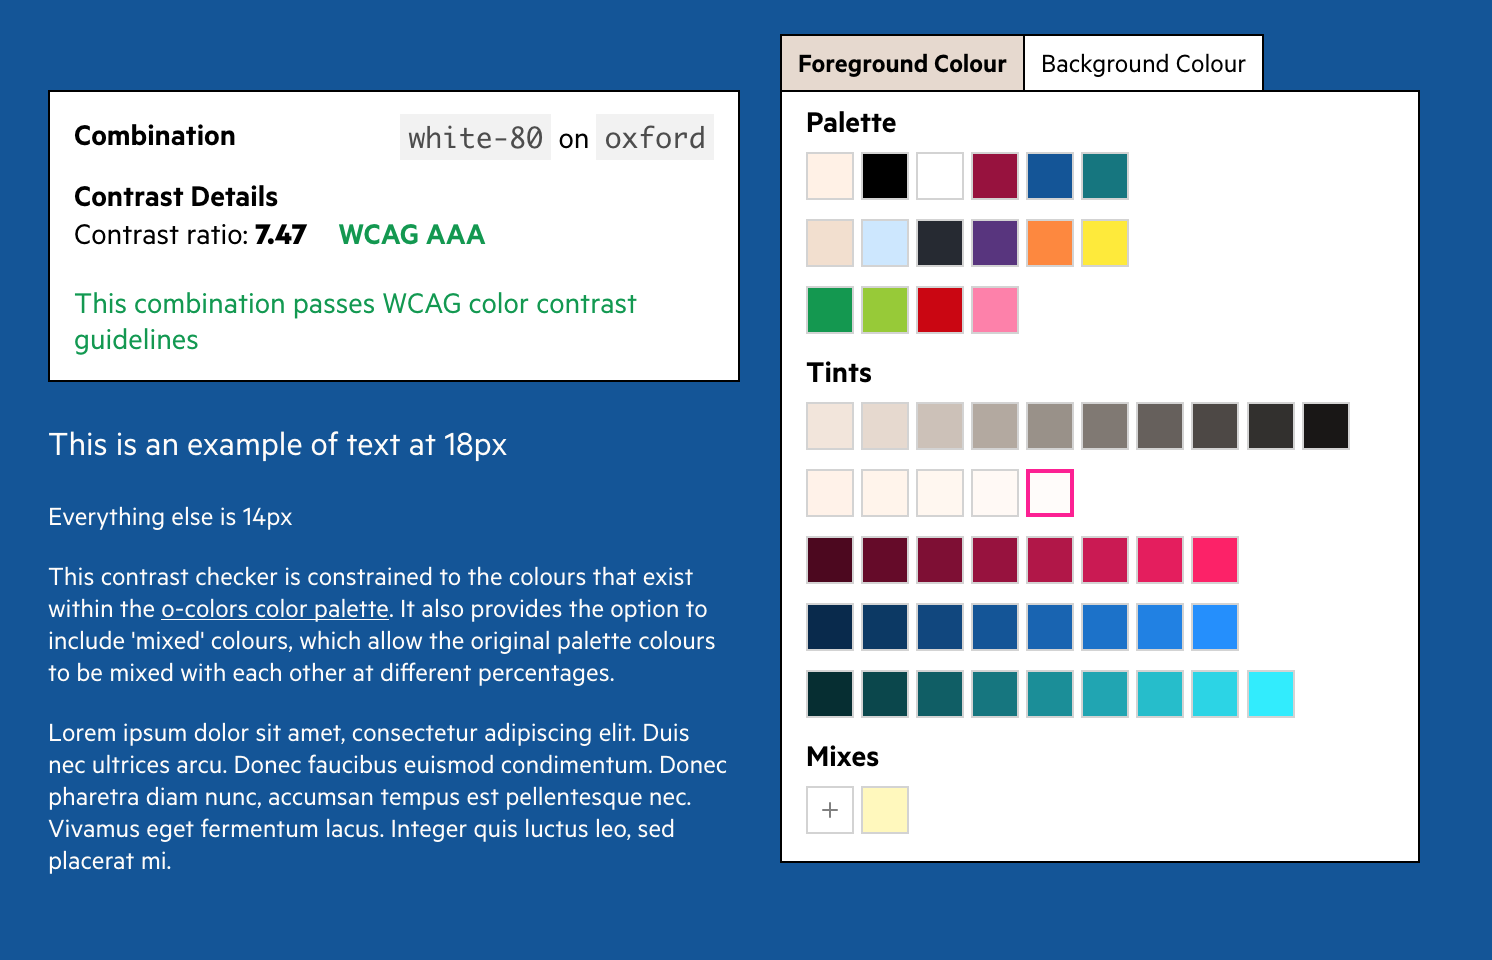 Foreground Colour
Background Colour
Combination
white-80 on oxford
Contrast Details
Contrast ratio: 7.47 WCAG AAA
This combination passes WCAG color contrast
guidelines
This is an example of text at 18px
Everything else is 14px
This contrast checker is constrained to the colours that exist
within the o-colors color palette. It also provides the option to
include 'mixed' colours, which allow the original palette colours
to be mixed with each other at different percentages.
Lorem ipsum dolor sit amet, consectetur adipiscing elit. Duis
nec ultrices arcu. Donec faucibus euismod condimentum. Donec
pharetra diam nunc, accumsan tempus est pellentesque nec.
Vivamus eget fermentum lacus. Integer quis luctus leo, sed
placerat mi.
Palette
Tints
Mixes
+